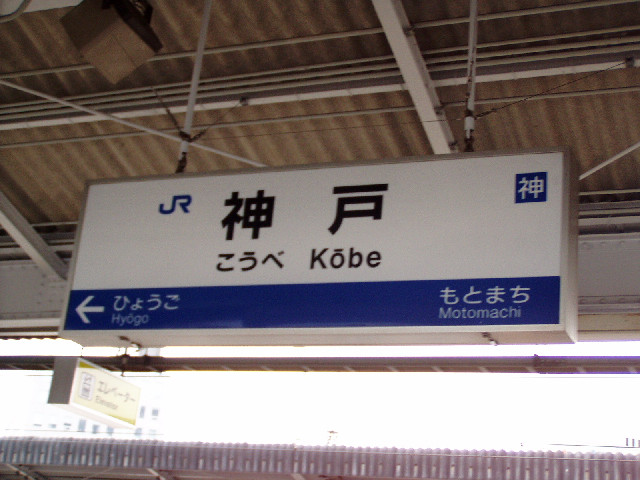 JR 神戸 神
こうべ Kōbe
← ひょうご もとまち
Hyōgo Motomachi
エレベーター
Elevator